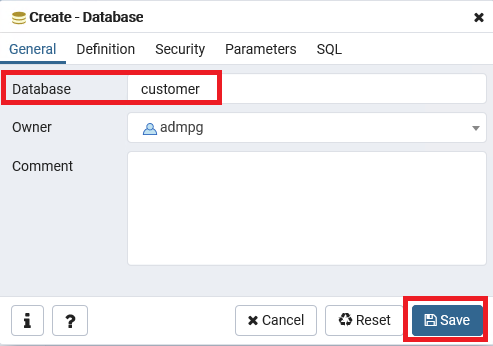 Create - Database
General Definition Security Parameters SQL
Database customer
Owner admpg
Comment
i ? Cancel Reset Save